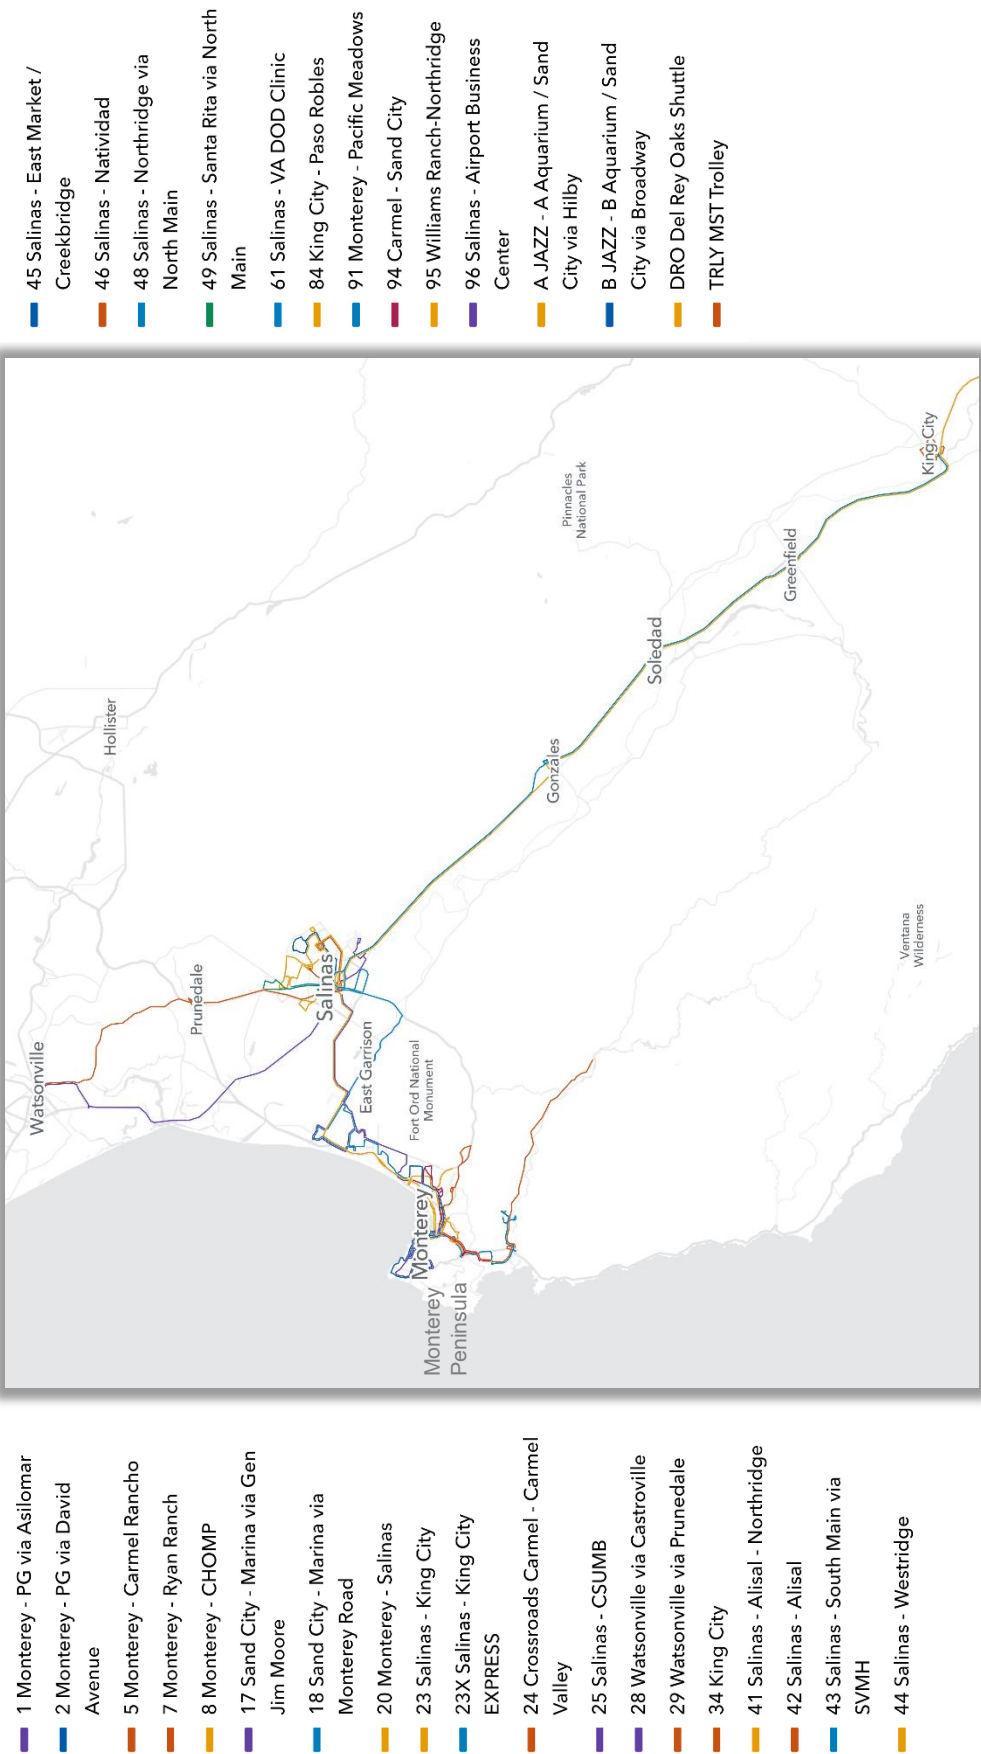 1 Monterey - PG via Asilomar
2 Monterey - PG via David
Avenue
5 Monterey - Carmel Rancho
7 Monterey - Ryan Ranch
8 Monterey - CHOMP
17 Sand City - Marina via Gen
Jim Moore
18 Sand City - Marina via
Monterey Road
20 Monterey - Salinas
23 Salinas - King City
23X Salinas - King City
EXPRESS
24 Crossroads Carmel - Carmel
Valley
25 Salinas - CSUMB
28 Watsonville via Castroville
29 Watsonville via Prunedale
34 King City
41 Salinas - Alisal - Northridge
42 Salinas - Alisal
43 Salinas - South Main via
SVMH
44 Salinas - Westridge
Watsonville
Hollister
Prunedale
Salinas
East Garrison
Fort Ord National
Monument
Monterey
Monterey
Peninsula
Gonzales
Pinnacles
National Park
Soledad
Greenfield
Ventana
Wilderness
King City
45 Salinas - East Market /
Creekbridge
46 Salinas - Natividad
48 Salinas - Northridge via
North Main
49 Salinas - Santa Rita via North
Main
61 Salinas - VA DOD Clinic
84 King City - Paso Robles
91 Monterey - Pacific Meadows
94 Carmel - Sand City
95 Williams Ranch-Northridge
96 Salinas - Airport Business
Center
A JAZZ - A Aquarium / Sand
City via Hilby
B JAZZ - B Aquarium / Sand
City via Broadway
DRO Del Rey Oaks Shuttle
TRLY MST Trolley